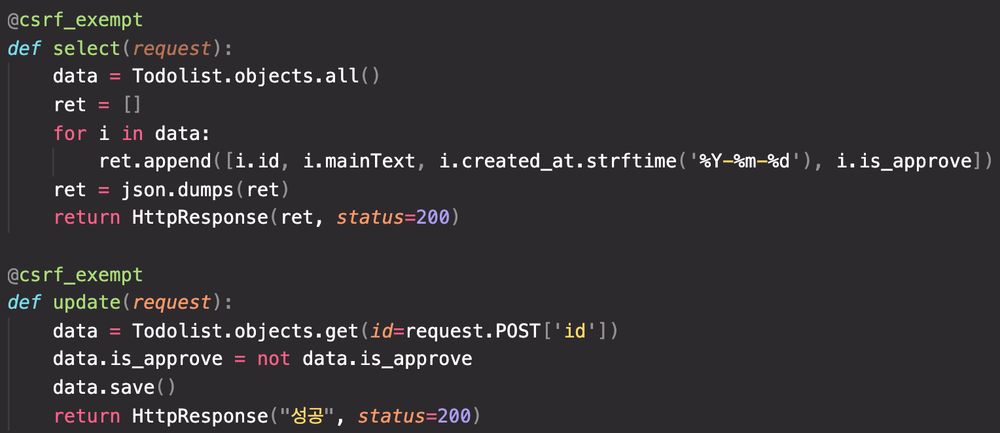 @csrf_exempt
def select(request):
    data = Todolist.objects.all()
    ret = []
    for i in data:
        ret.append([i.id, i.mainText, i.created_at.strftime('%Y-%m-%d'), i.is_approve])
    ret = json.dumps(ret)
    return HttpResponse(ret, status=200)

@csrf_exempt
def update(request):
    data = Todolist.objects.get(id=request.POST['id'])
    data.is_approve = not data.is_approve
    data.save()
    return HttpResponse("성공", status=200)